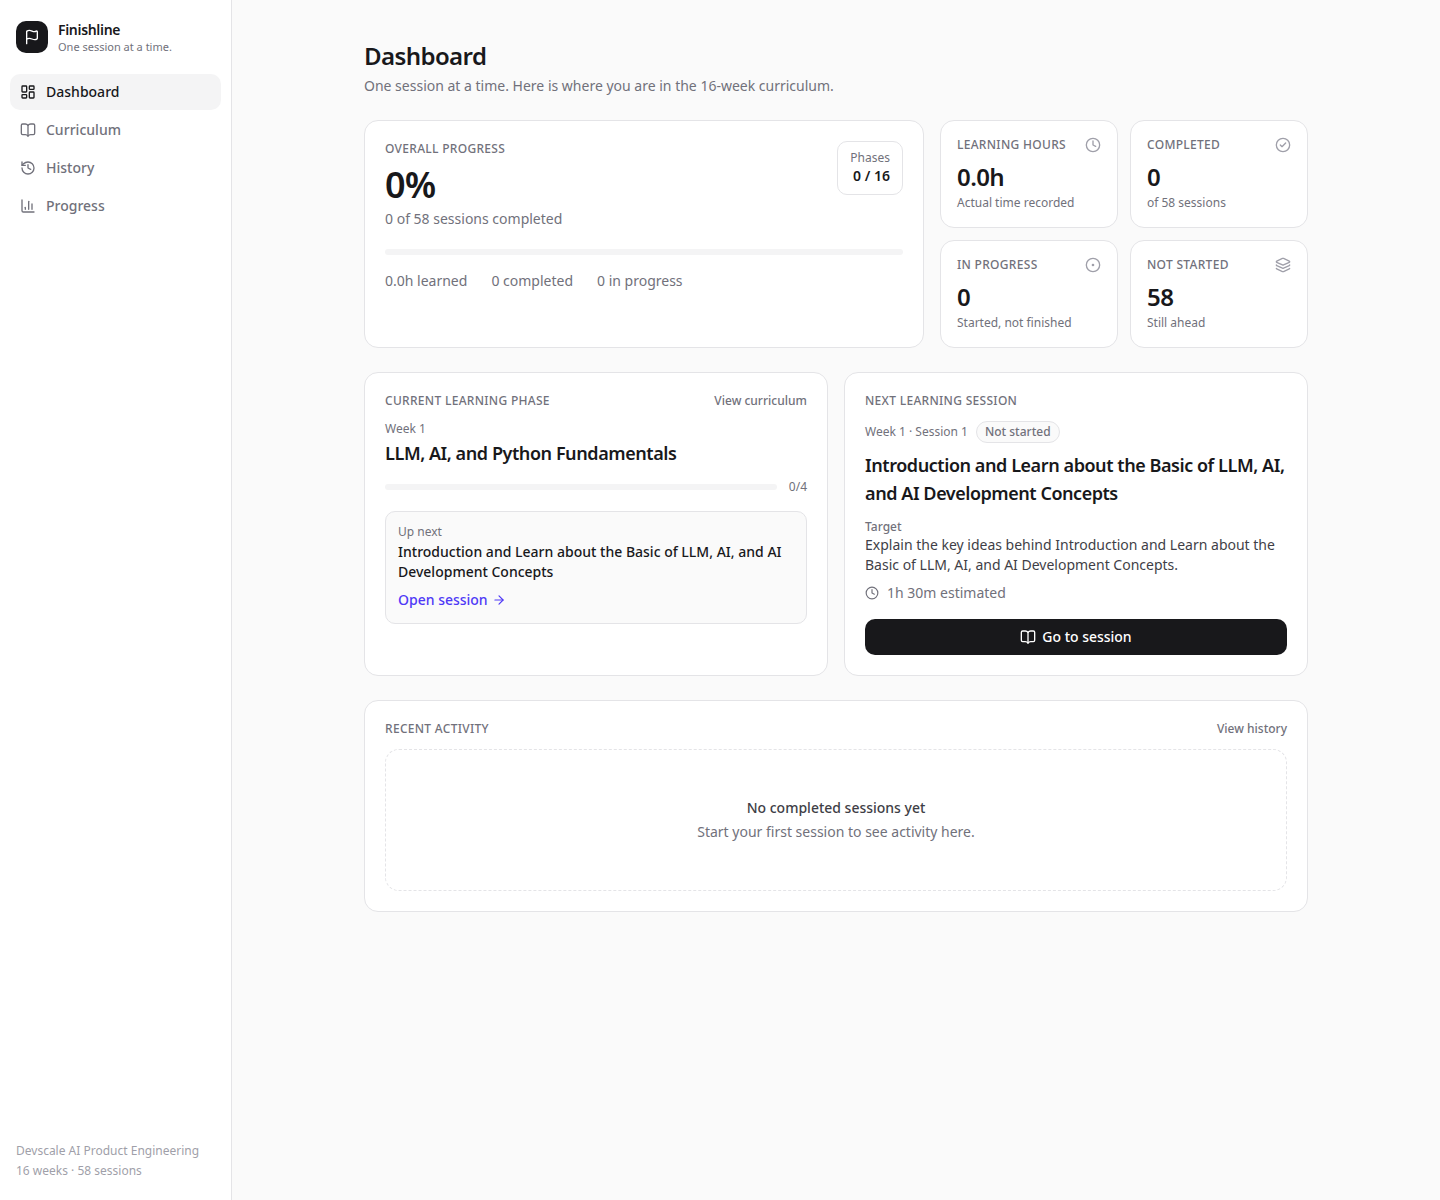 Finishline
One session at a time.
Dashboard
Curriculum
History
Progress
Devscale AI Product Engineering
16 weeks · 58 sessions
Dashboard
One session at a time. Here is where you are in the 16-week curriculum.
OVERALL PROGRESS
0%
0 of 58 sessions completed
Phases
0 / 16
0.0h learned
0 completed
0 in progress
LEARNING HOURS
0.0h
Actual time recorded
COMPLETED
0
of 58 sessions
IN PROGRESS
0
Started, not finished
NOT STARTED
58
Still ahead
CURRENT LEARNING PHASE
View curriculum
Week 1
LLM, AI, and Python Fundamentals
0/4
Up next
Introduction and Learn about the Basic of LLM, AI, and AI
Development Concepts
Open session
NEXT LEARNING SESSION
Week 1 · Session 1
Not started
Introduction and Learn about the Basic of LLM, AI,
and AI Development Concepts
Target
Explain the key ideas behind Introduction and Learn about the
Basic of LLM, AI, and AI Development Concepts.
1h 30m estimated
Go to session
RECENT ACTIVITY
View history
No completed sessions yet
Start your first session to see activity here.